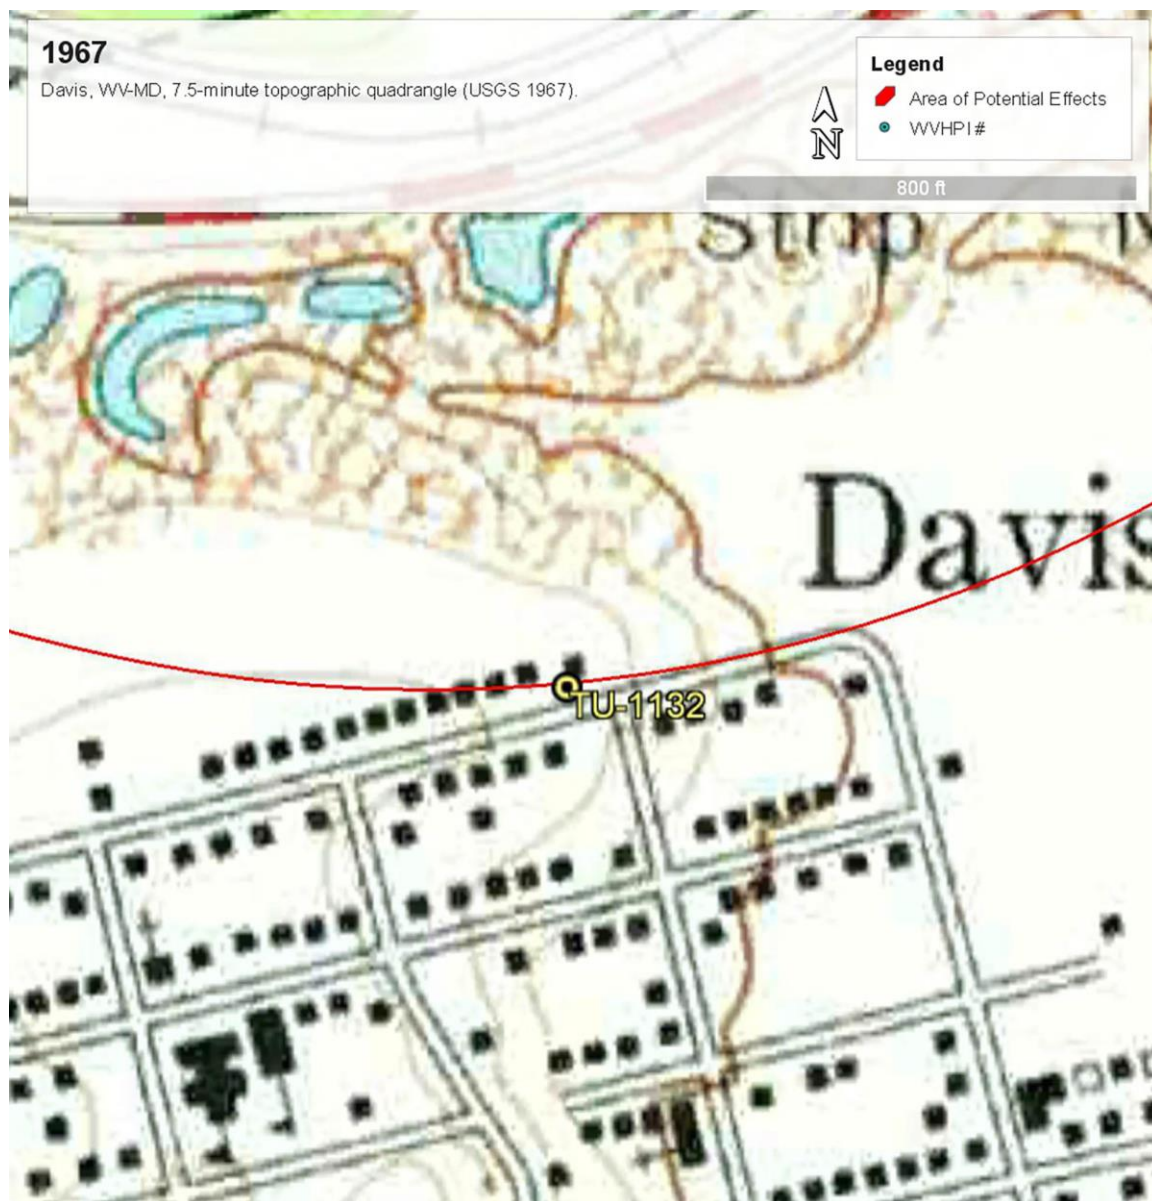 1967
Davis, WV-MD, 7.5-minute topographic quadrangle (USGS 1967).
Legend
Area of Potential Effects
WVHPI #
N
800 ft
Strip
Davis
TU-1132